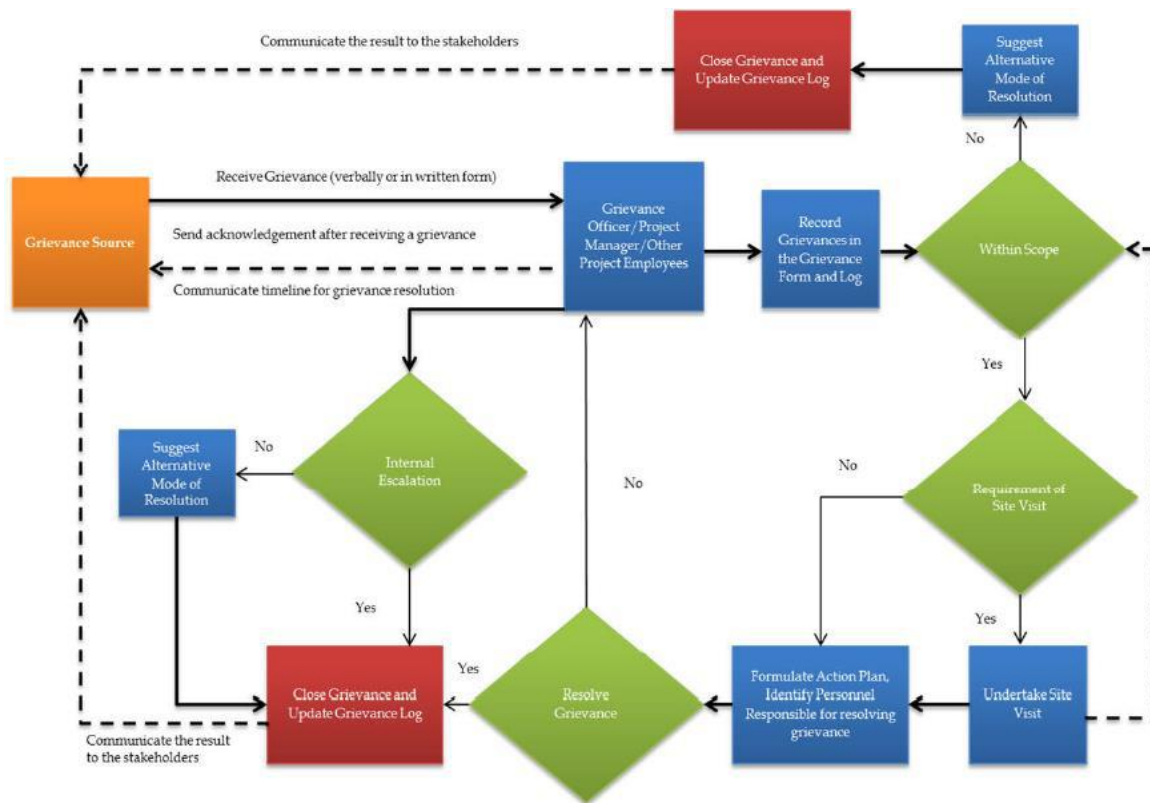 Communicate the result to the stakeholders
Close Grievance and
Update Grievance Log
Suggest
Alternative
Mode of
Resolution
No
Receive Grievance (verbally or in written form)
Grievance Source
Send acknowledgement after receiving a grievance
Communicate timeline for grievance resolution
Grievance
Officer/Project
Manager/Other
Project Employees
Record
Grievances in
the Grievance
Form and Log
Within Scope
Yes
Suggest
Alternative
Mode of
Resolution
No
Internal
Escalation
No
No
Requirement of
Site Visit
Yes
Yes
Close Grievance and
Update Grievance Log
Yes
Resolve
Grievance
Formulate Action Plan,
Identify Personnel
Responsible for resolving
grievance
Undertake Site
Visit
Communicate the result
to the stakeholders